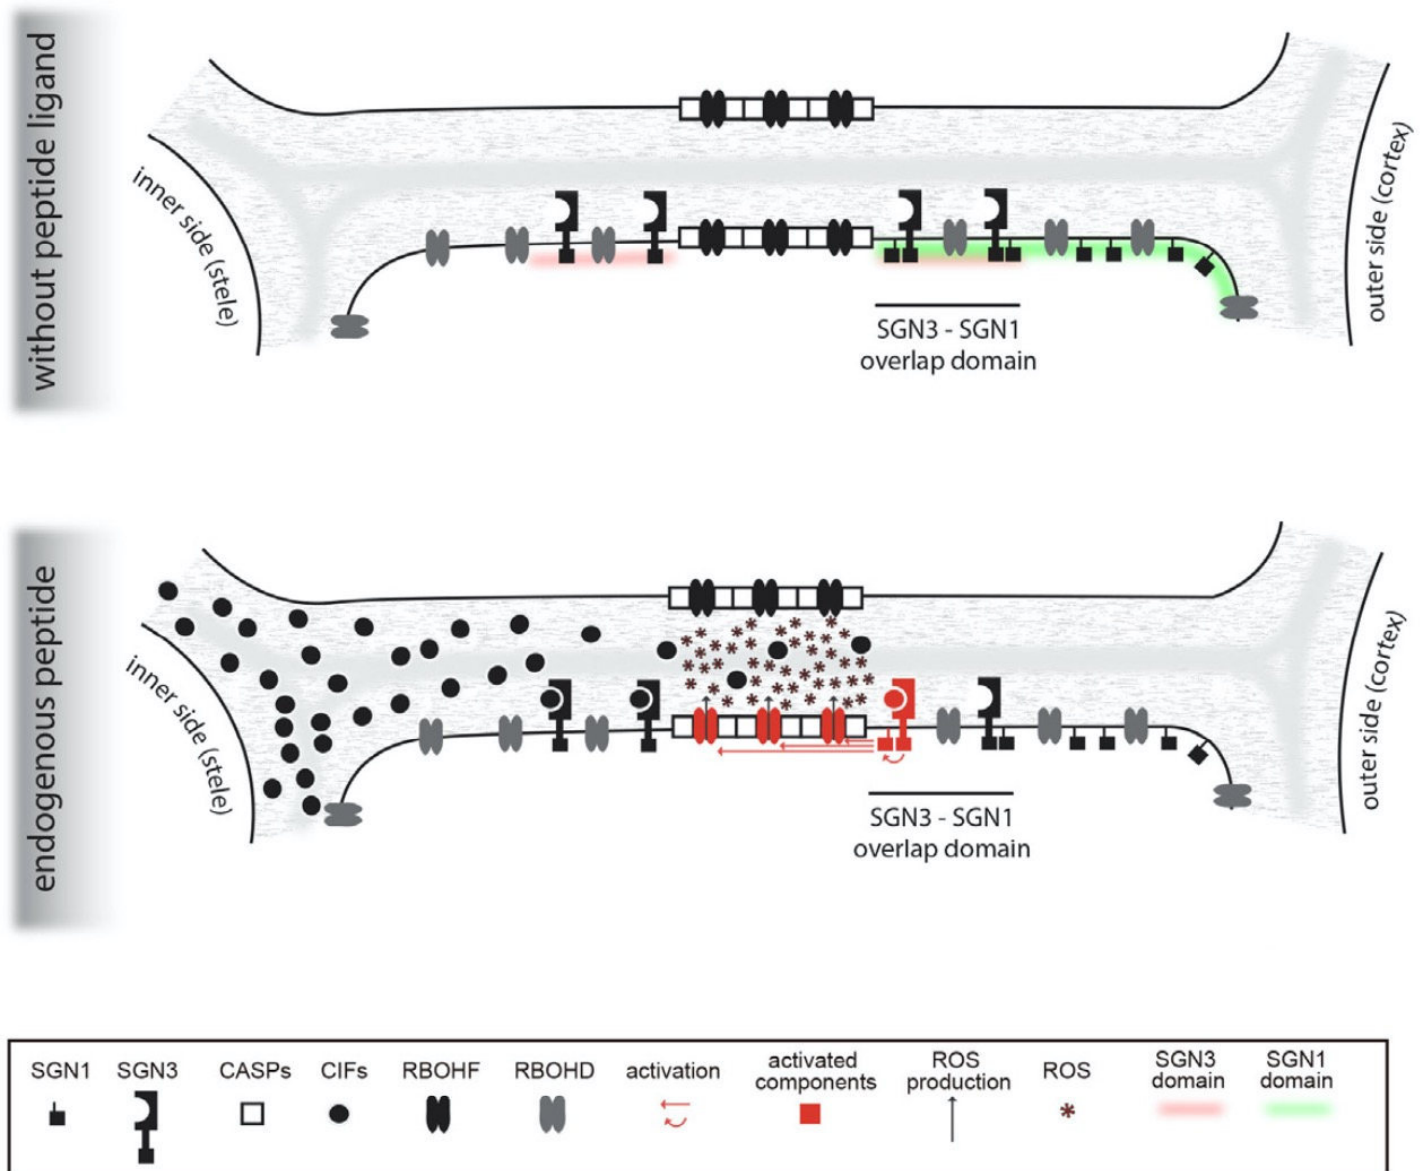 without peptide ligand
inner side (stele)
outer side (cortex)
SGN3 - SGN1
overlap domain
endogenous peptide
inner side (stele)
outer side (cortex)
SGN3 - SGN1
overlap domain
SGN1
SGN3
CASPs
CIFs
RBOHF
RBOHD
activation
activated
components
ROS
production
ROS
SGN3
domain
SGN1
domain